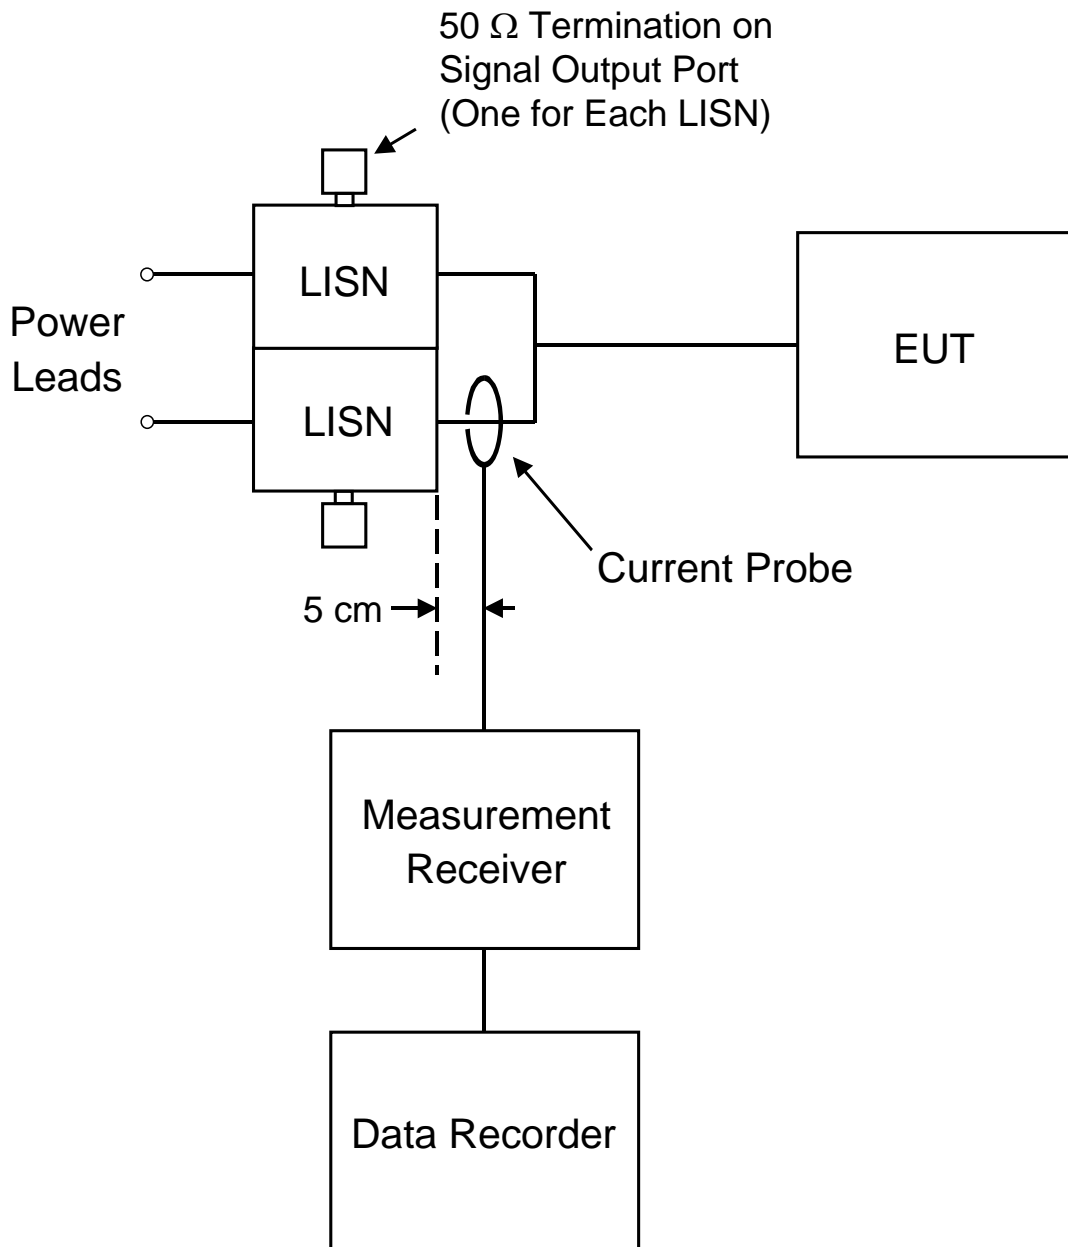 50 Ω Termination on
Signal Output Port
(One for Each LISN)
LISN
Power
Leads
EUT
LISN
Current Probe
5 cm
Measurement
Receiver
Data Recorder